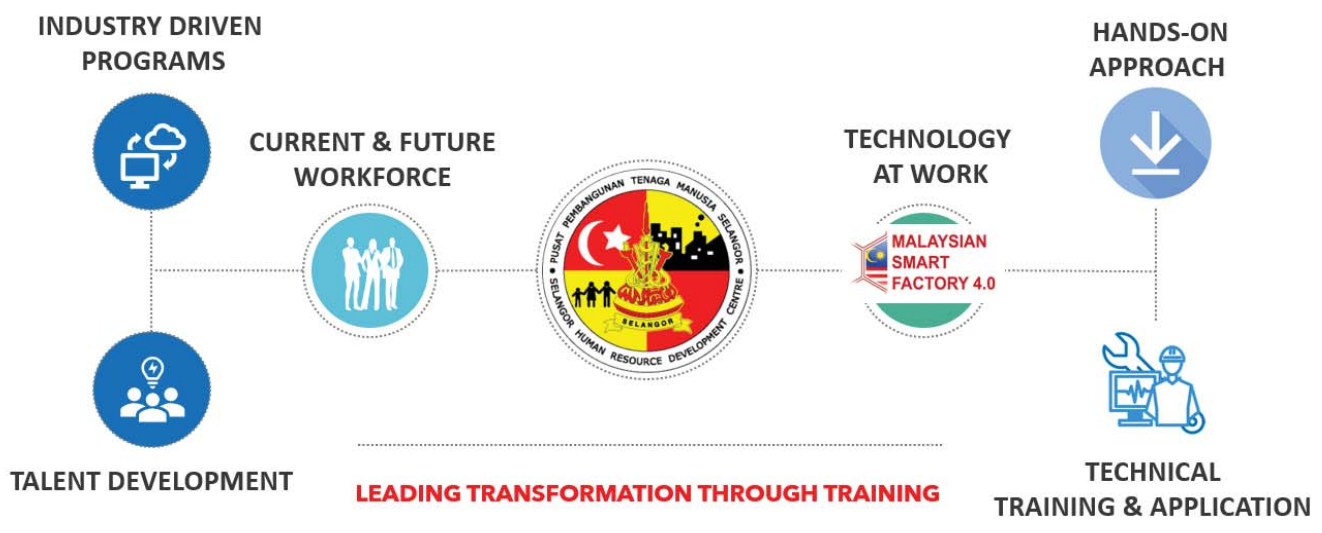 INDUSTRY DRIVEN
PROGRAMS
CURRENT & FUTURE
WORKFORCE
PUSAT PEMBANGUNAN TENAGA MANUSIA SELANGOR
SELANGOR HUMAN RESOURCE DEVELOPMENT CENTRE
SELANGOR
TECHNOLOGY
AT WORK
MALAYSIAN
SMART
FACTORY 4.0
HANDS-ON
APPROACH
TALENT DEVELOPMENT
LEADING TRANSFORMATION THROUGH TRAINING
TECHNICAL
TRAINING & APPLICATION